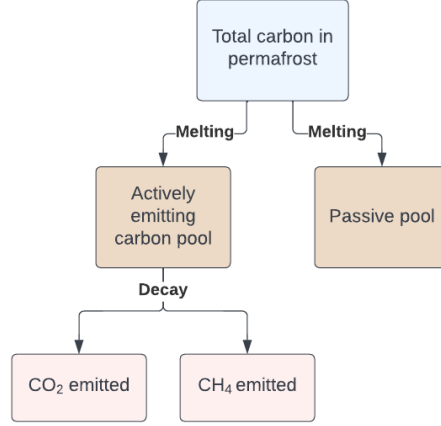 Total carbon in
permafrost
Melting
Melting
Actively
emitting
carbon pool
Passive pool
Decay
CO₂ emitted
CH₄ emitted